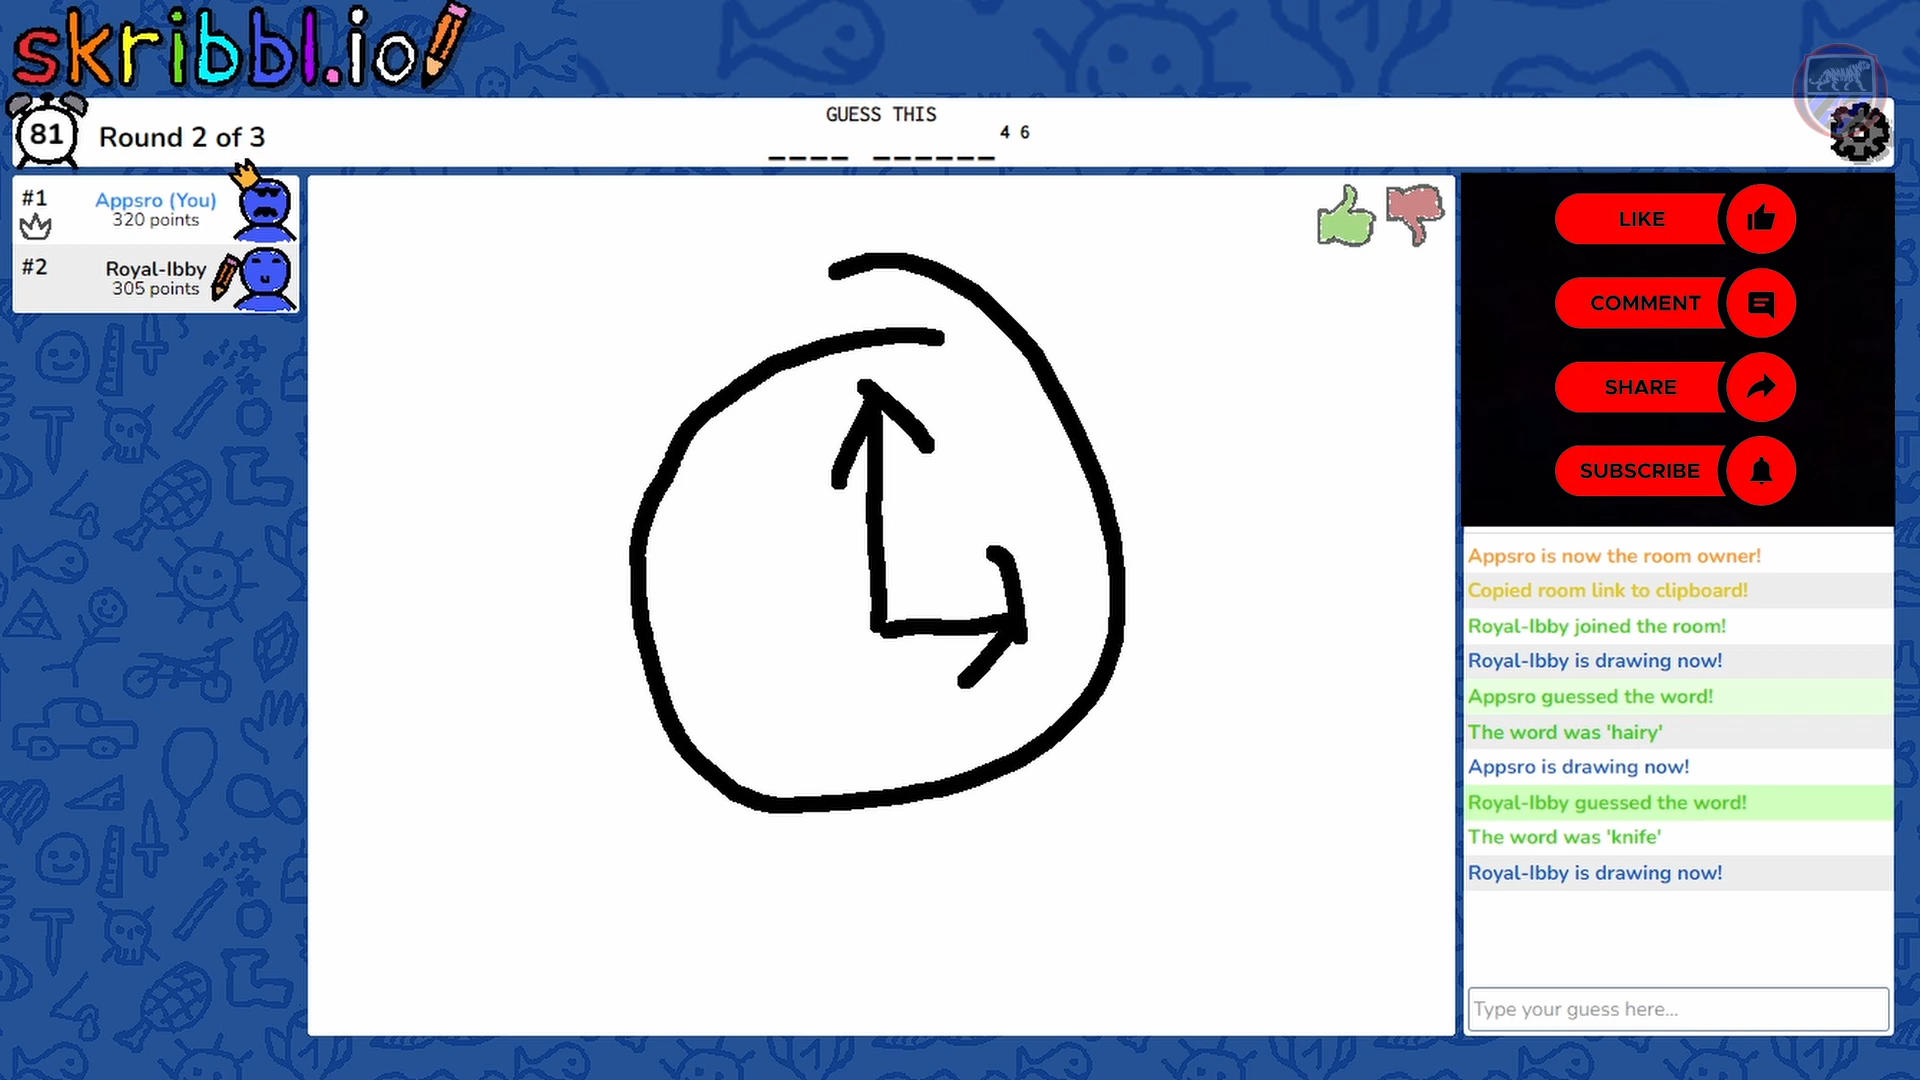 skribbl.io
81
Round 2 of 3
GUESS THIS
____ ______ 4 6
#1
Appsro (You)
320 points
#2
Royal-Ibby
305 points
LIKE
COMMENT
SHARE
SUBSCRIBE
Appsro is now the room owner!
Copied room link to clipboard!
Royal-Ibby joined the room!
Royal-Ibby is drawing now!
Appsro guessed the word!
The word was 'hairy'
Appsro is drawing now!
Royal-Ibby guessed the word!
The word was 'knife'
Royal-Ibby is drawing now!
Type your guess here...